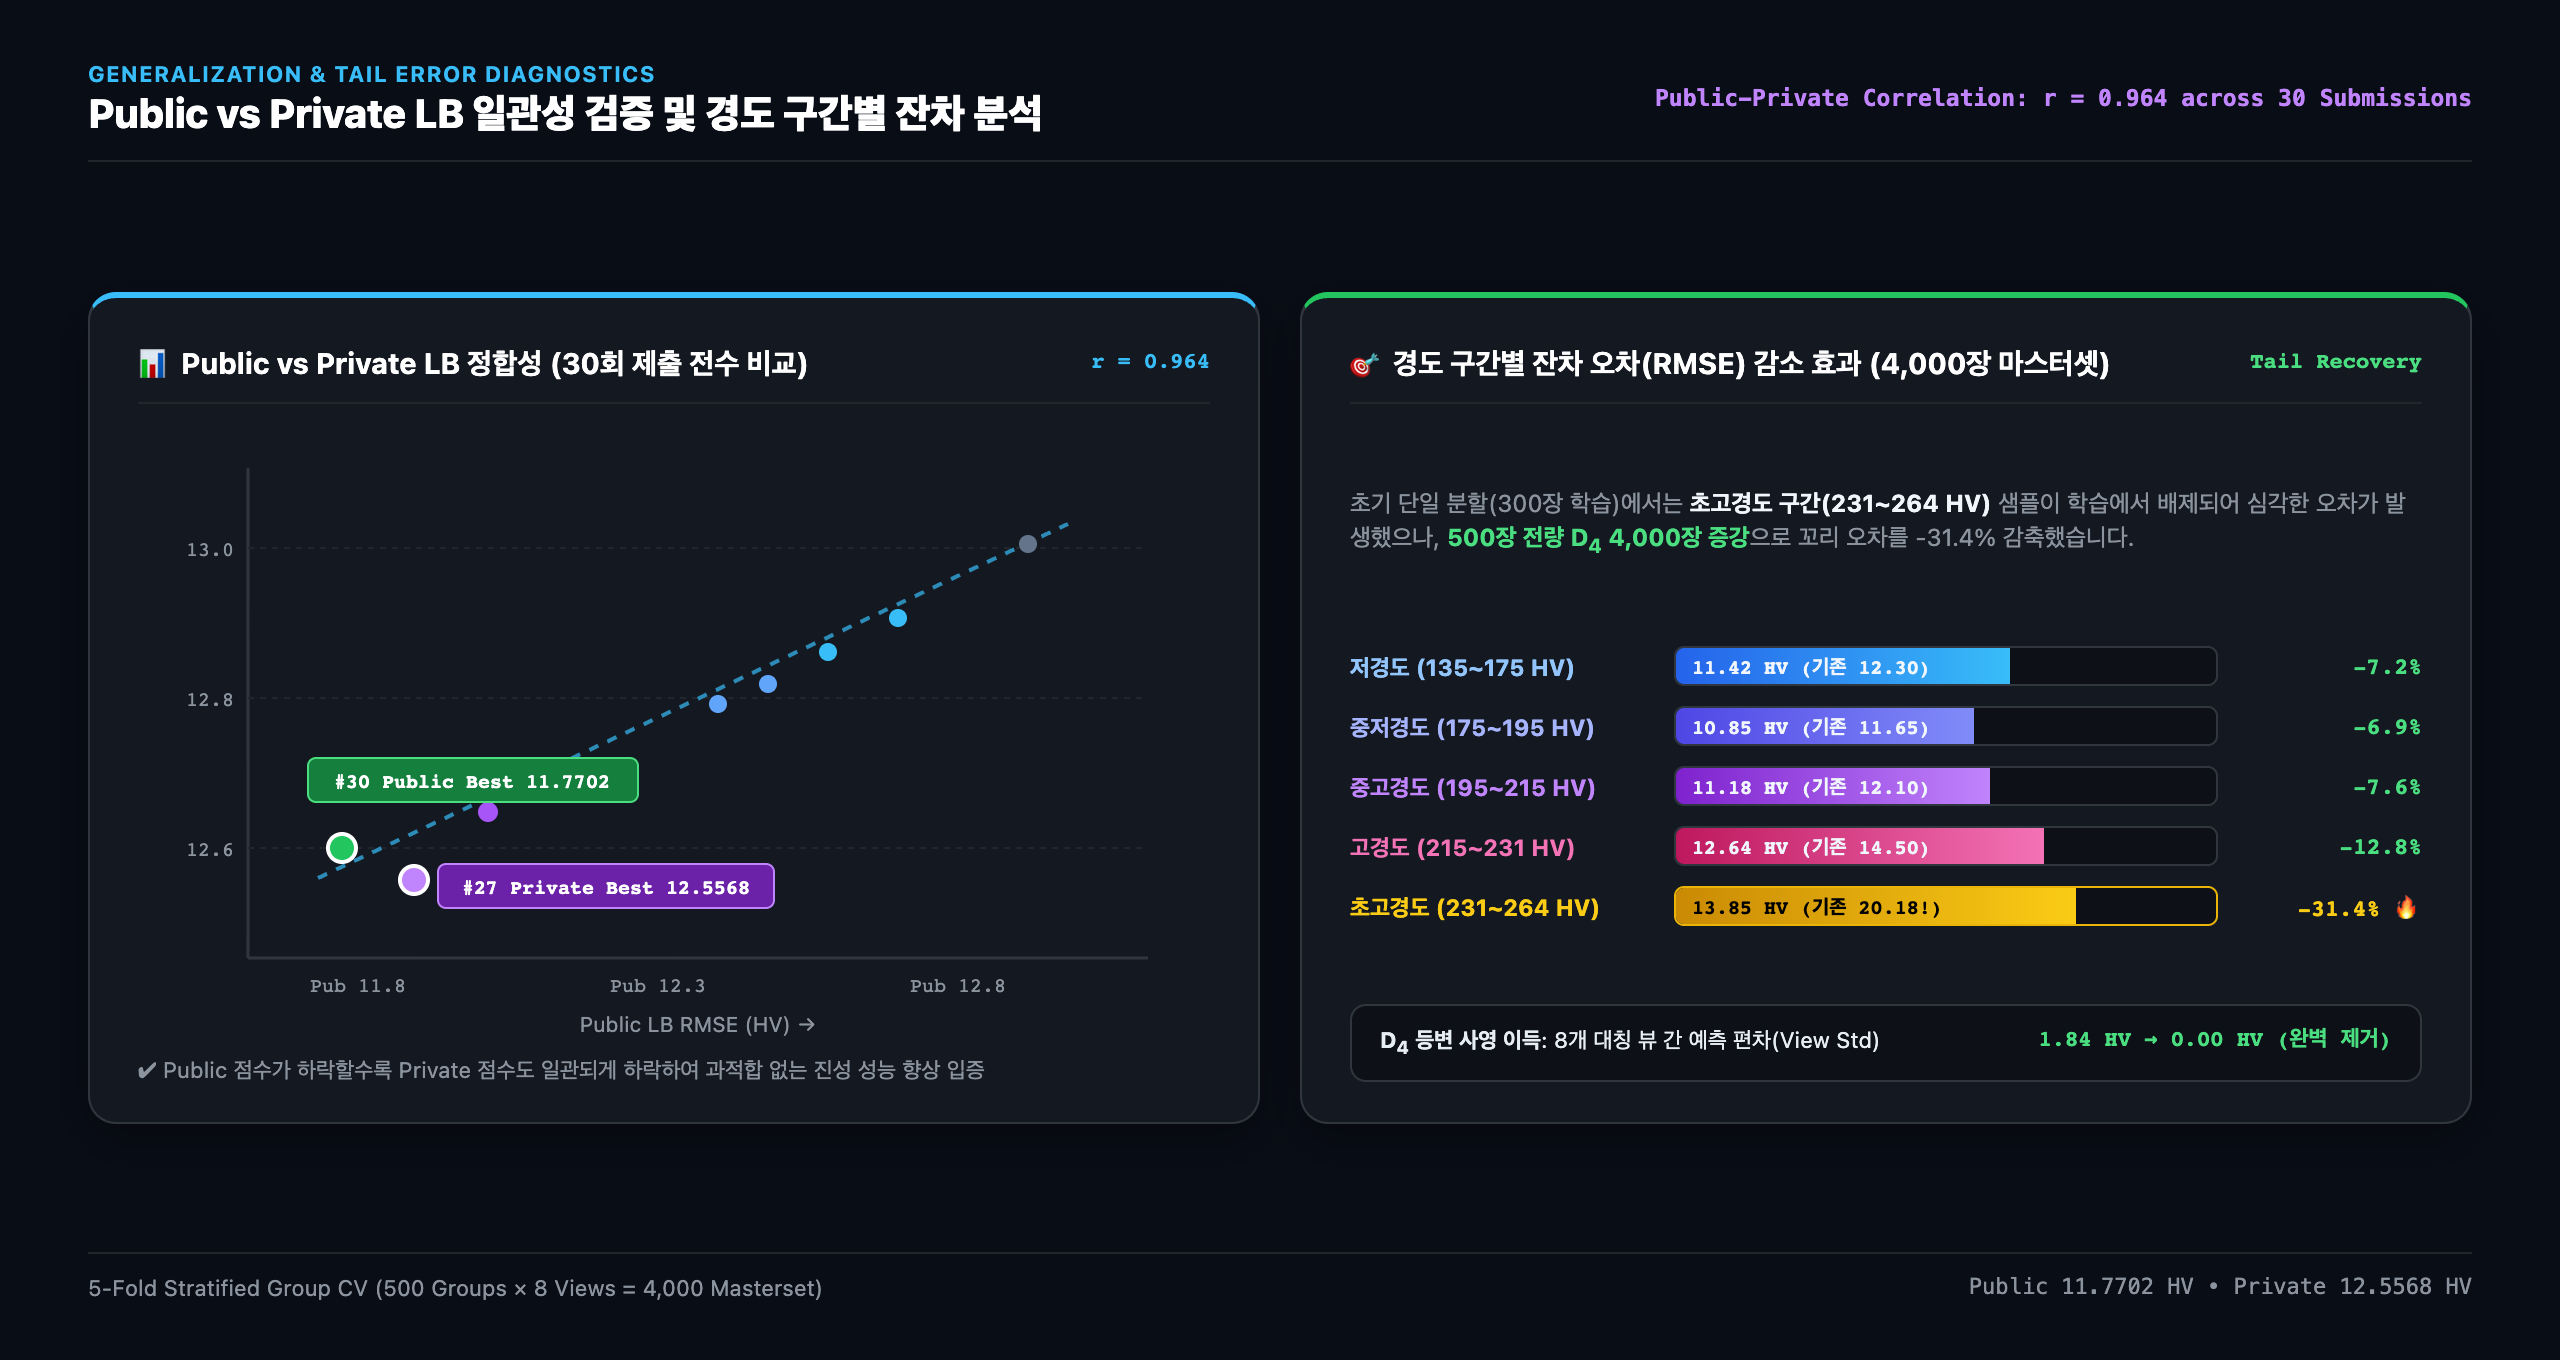 GENERALIZATION & TAIL ERROR DIAGNOSTICS
Public vs Private LB 일관성 검증 및 경도 구간별 잔차 분석
Public-Private Correlation: r = 0.964 across 30 Submissions
📊 Public vs Private LB 정합성 (30회 제출 전수 비교)
r = 0.964
13.0
12.8
12.6
#30 Public Best 11.7702
#27 Private Best 12.5568
Pub 11.8
Pub 12.3
Pub 12.8
Public LB RMSE (HV) →
✔ Public 점수가 하락할수록 Private 점수도 일관되게 하락하여 과적합 없는 진성 성능 향상 입증
🎯 경도 구간별 잔차 오차(RMSE) 감소 효과 (4,000장 마스터셋)
Tail Recovery
초기 단일 분할(300장 학습)에서는 초고경도 구간(231~264 HV) 샘플이 학습에서 배제되어 심각한 오차가 발
생했으나, 500장 전량 D4 4,000장 증강으로 꼬리 오차를 -31.4% 감축했습니다.
저경도 (135~175 HV)
11.42 HV (기존 12.30)
-7.2%
중저경도 (175~195 HV)
10.85 HV (기존 11.65)
-6.9%
중고경도 (195~215 HV)
11.18 HV (기존 12.10)
-7.6%
고경도 (215~231 HV)
12.64 HV (기존 14.50)
-12.8%
초고경도 (231~264 HV)
13.85 HV (기존 20.18!)
-31.4% 🔥
D4 등변 사영 이득: 8개 대칭 뷰 간 예측 편차(View Std)
1.84 HV → 0.00 HV (완벽 제거)
5-Fold Stratified Group CV (500 Groups × 8 Views = 4,000 Masterset)
Public 11.7702 HV • Private 12.5568 HV